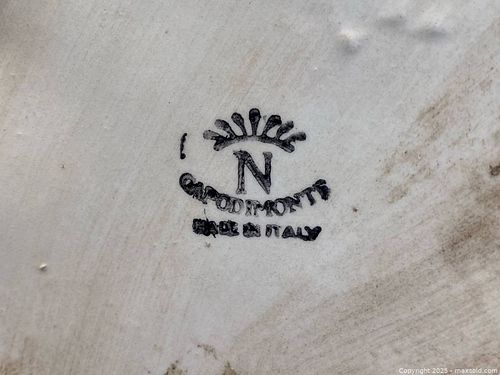 N
CAPODIMONTE
MADE IN ITALY
Copyright 2025 - maxsold.com